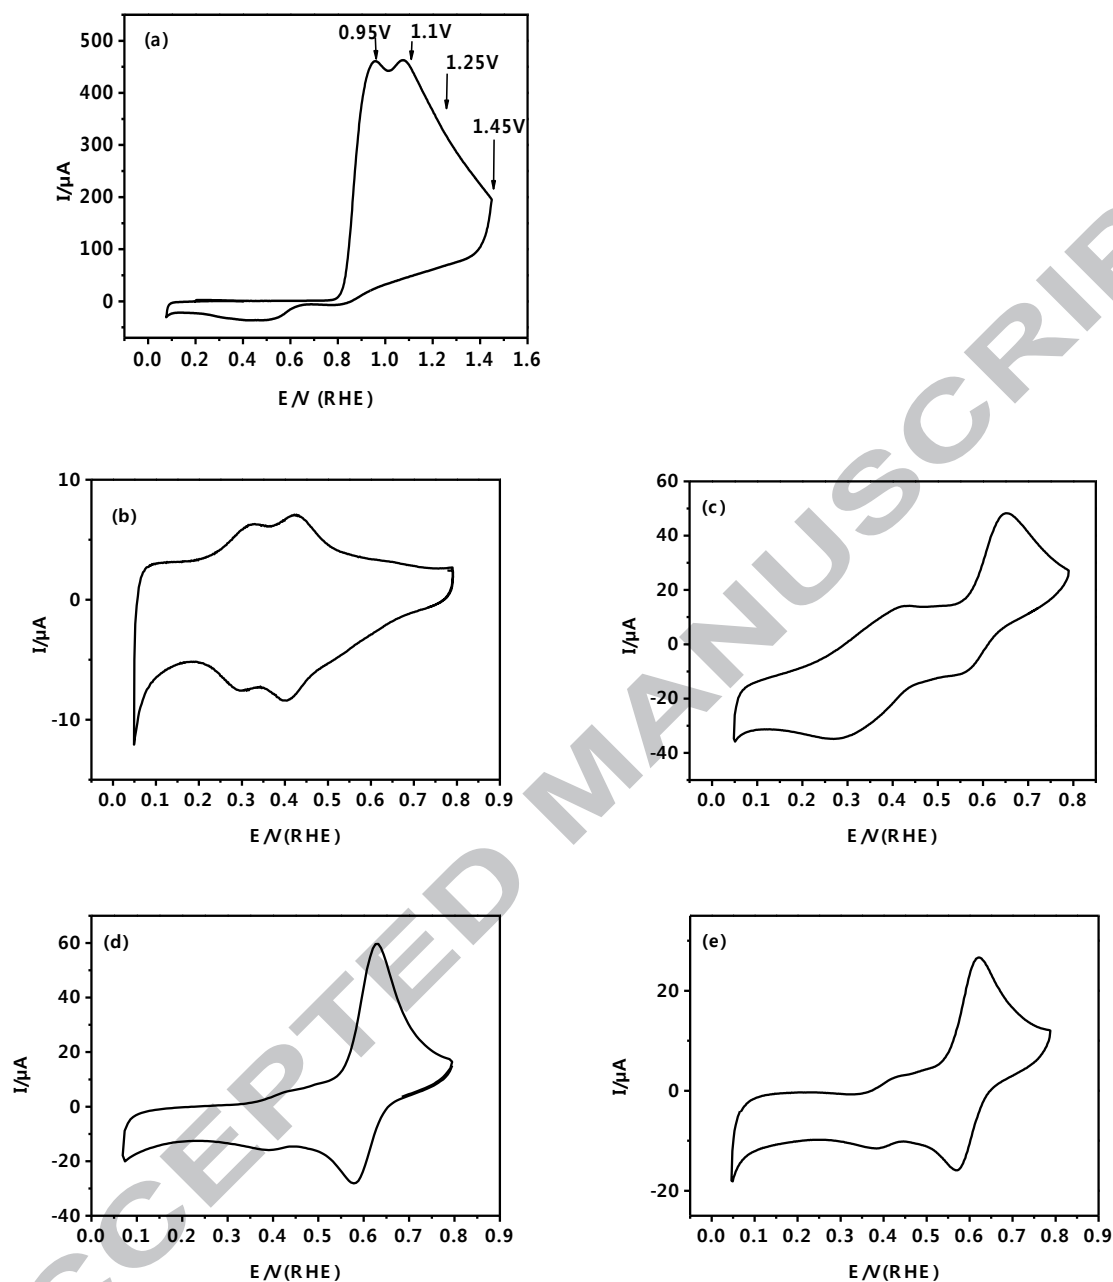 (a)
0.95V
1.1V
1.25V
1.45V
500
400
300
200
100
0
I/µA
0.0 0.2 0.4 0.6 0.8 1.0 1.2 1.4 1.6
E/V (RHE)
(b)
10
0
-10
I/µA
0.0 0.1 0.2 0.3 0.4 0.5 0.6 0.7 0.8 0.9
E/V(RHE)
(c)
60
40
20
0
-20
-40
I/µA
0.0 0.1 0.2 0.3 0.4 0.5 0.6 0.7 0.8
E/V(RHE)
(d)
60
40
20
0
-20
-40
I/µA
0.0 0.1 0.2 0.3 0.4 0.5 0.6 0.7 0.8 0.9
E/V(RHE)
(e)
20
0
-20
I/µA
0.0 0.1 0.2 0.3 0.4 0.5 0.6 0.7 0.8 0.9
E/V(RHE)
CCEPTED MANUSCRIP